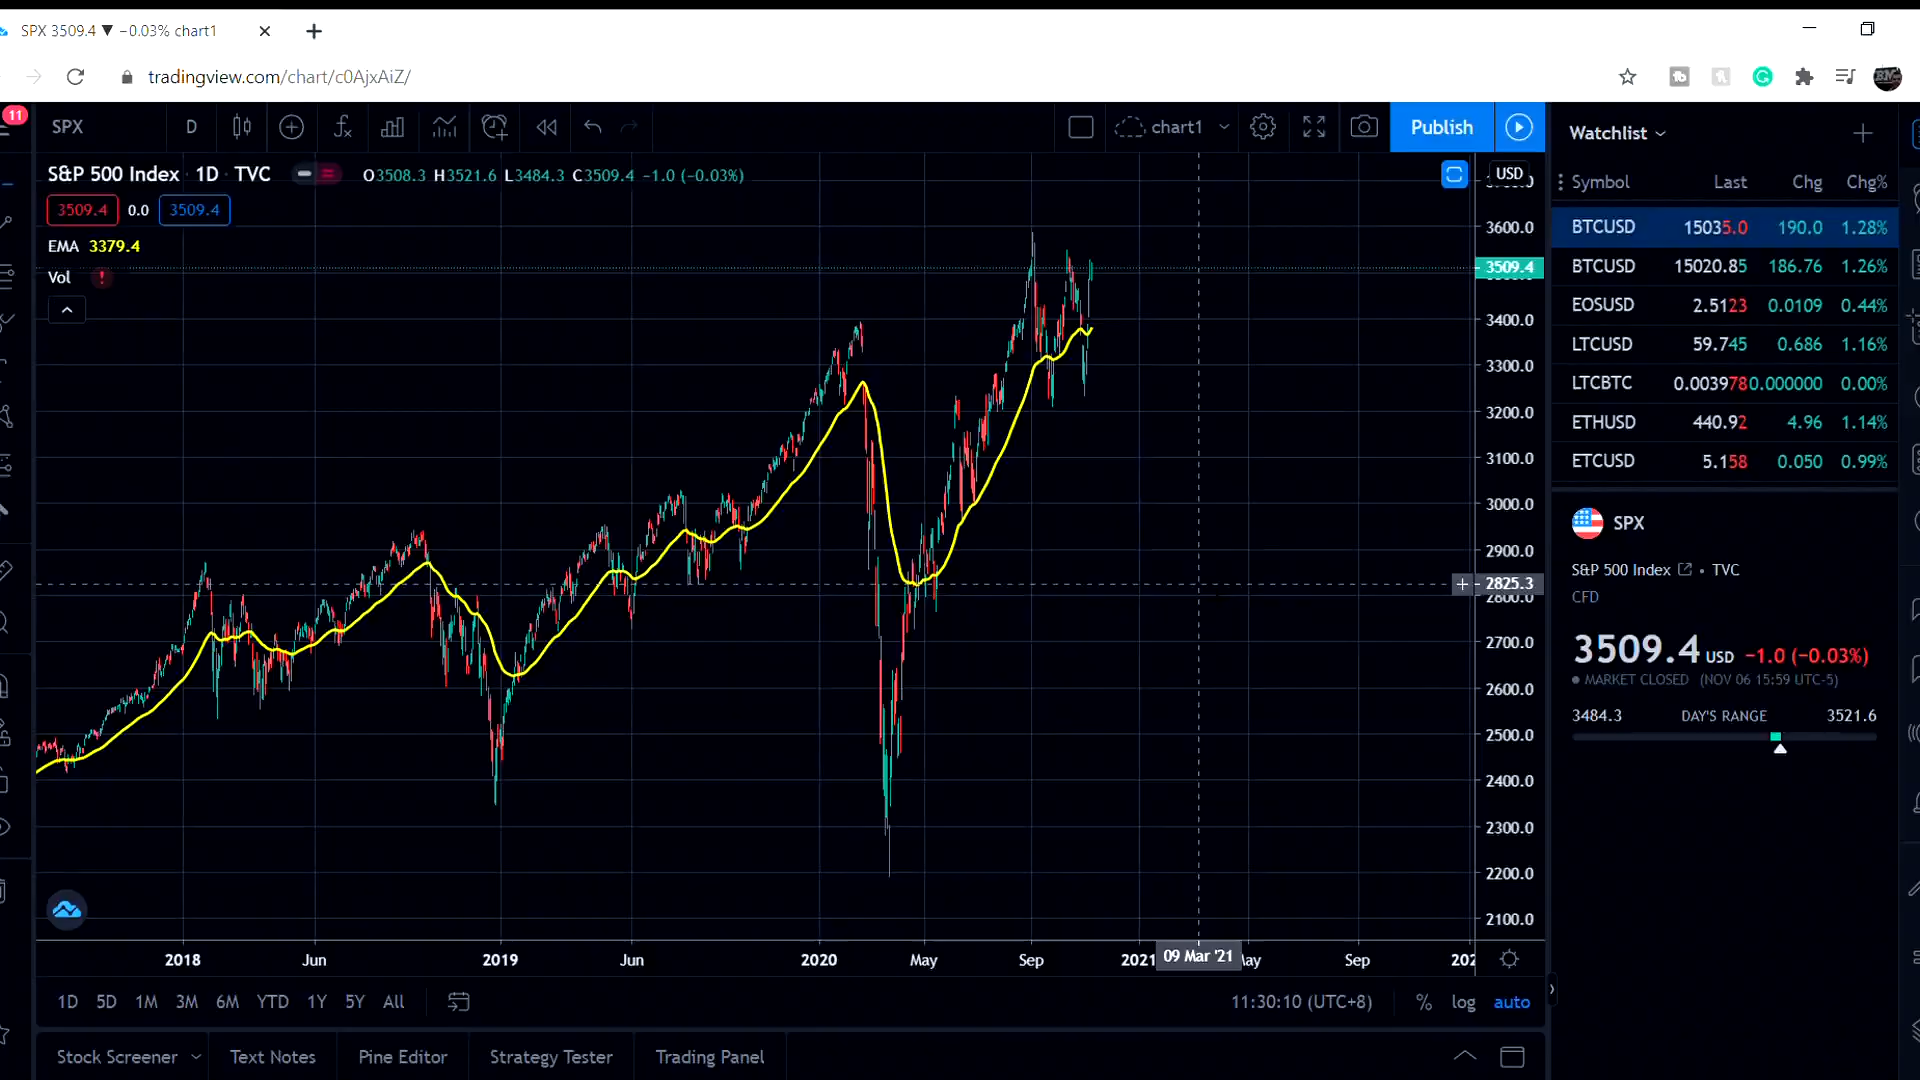 SPX 3509.4 ▼ −0.03% chart1
tradingview.com/chart/c0AjxAiZ/
11
SPX D chart1 Publish
S&P 500 Index 1D TVC O3508.3 H3521.6 L3484.3 C3509.4 −1.0 (−0.03%)
3509.4 0.0 3509.4
EMA 3379.4
Vol !
USD
3600.0
3509.4
3400.0
3300.0
3200.0
3100.0
3000.0
2900.0
2825.3
2800.0
2700.0
2600.0
2500.0
2400.0
2300.0
2200.0
2100.0
2018 Jun 2019 Jun 2020 May Sep 2021 09 Mar '21 Sep
1D 5D 1M 3M 6M YTD 1Y 5Y All
11:30:10 (UTC+8) % log auto
Stock Screener Text Notes Pine Editor Strategy Tester Trading Panel
Watchlist
Symbol Last Chg Chg%
BTCUSD 15035.0 190.0 1.28%
BTCUSD 15020.85 186.76 1.26%
EOSUSD 2.5123 0.0109 0.44%
LTCUSD 59.745 0.686 1.16%
LTCBTC 0.003978 0.000000 0.00%
ETHUSD 440.92 4.96 1.14%
ETCUSD 5.158 0.050 0.99%
SPX
S&P 500 Index • TVC
CFD
3509.4 USD −1.0 (−0.03%)
MARKET CLOSED (NOV 06 15:59 UTC-5)
3484.3 DAY'S RANGE 3521.6